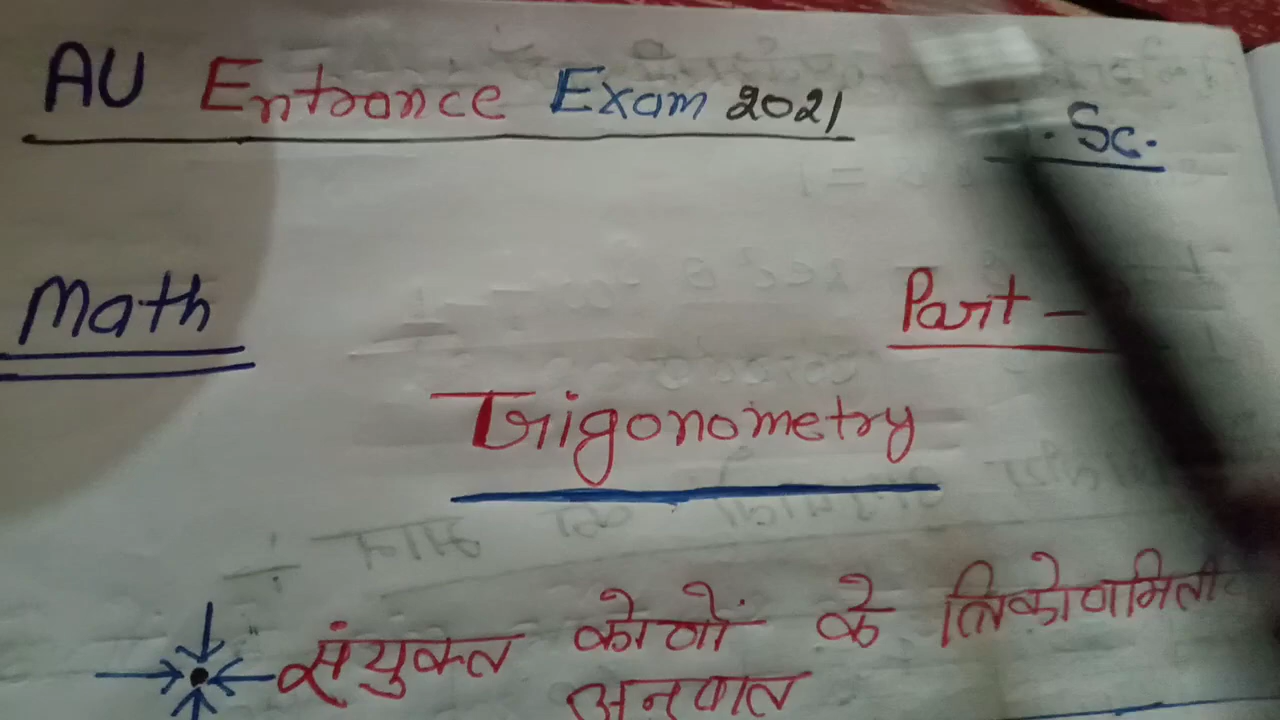 AU Entrance Exam 2021
. Sc.
Math
Part -
Trigonometry
संयुक्त कोणों के त्रिकोणमिती
अनुपात